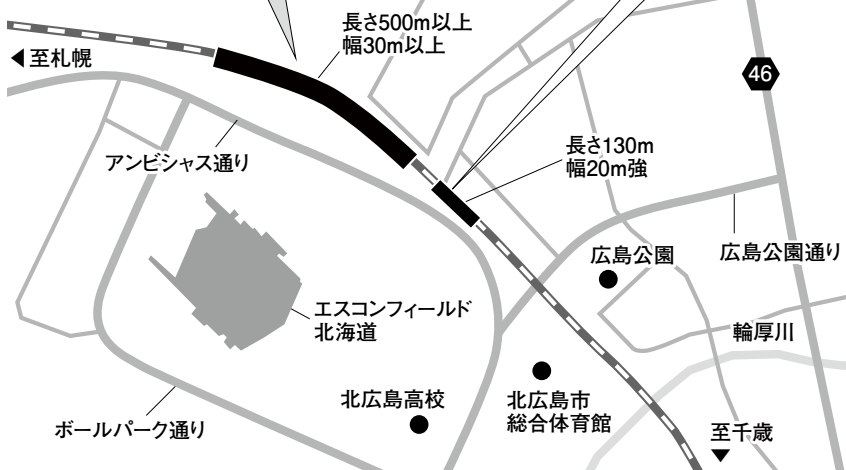 長さ500m以上
幅30m以上
至札幌
46
アンビシャス通り
長さ130m
幅20m強
広島公園
広島公園通り
エスコンフィールド
北海道
輪厚川
北広島高校
北広島市
総合体育館
ボールパーク通り
至千歳